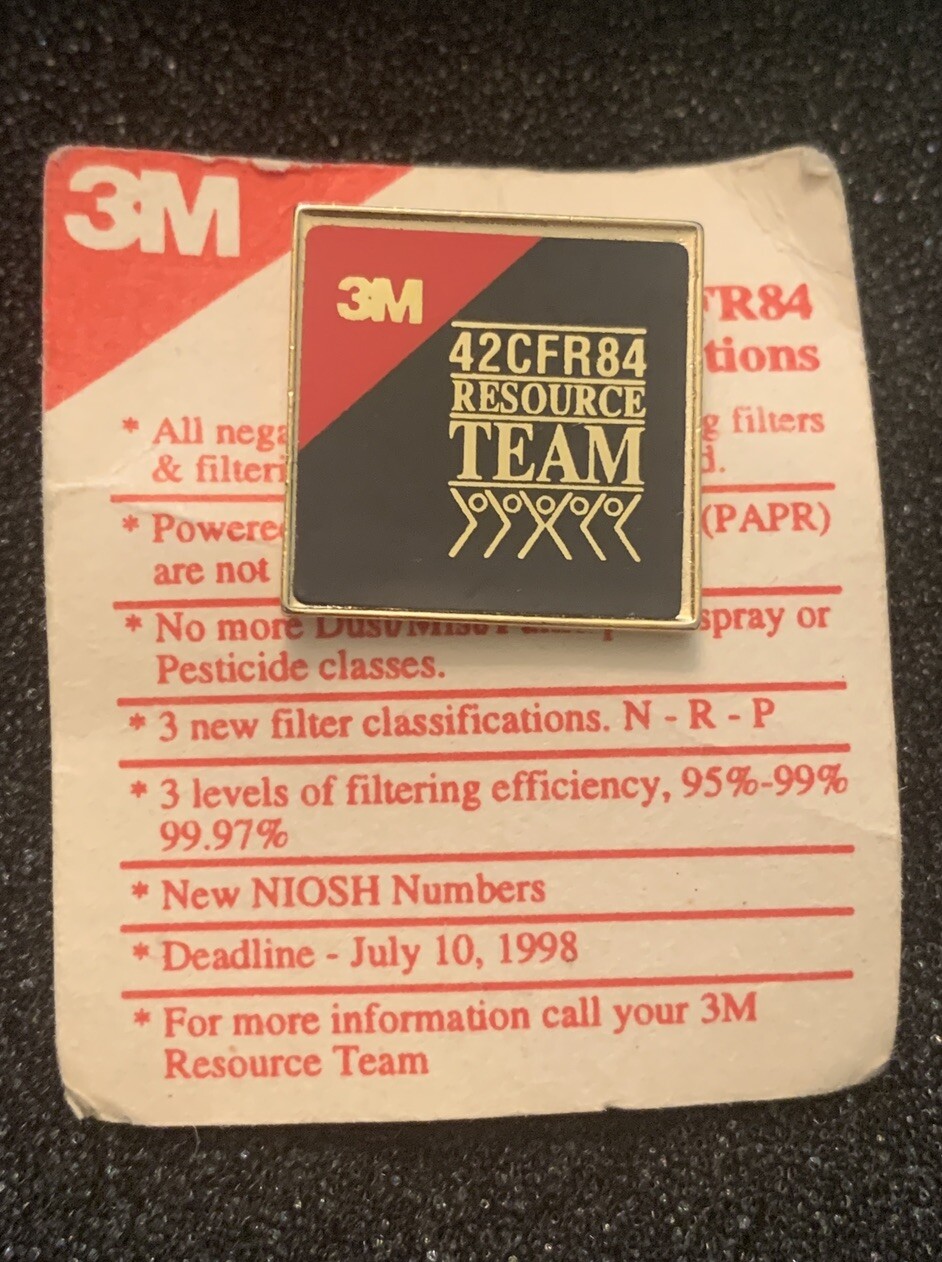 3M
3M
42CFR84
RESOURCE
TEAM
FR84
tions
* All nega g filters
& filteri d.
* Powere (PAPR)
are not
* No more Dust/Mist/ spray or
Pesticide classes.
* 3 new filter classifications. N - R - P
* 3 levels of filtering efficiency, 95%-99%
99.97%
* New NIOSH Numbers
* Deadline - July 10, 1998
* For more information call your 3M
Resource Team